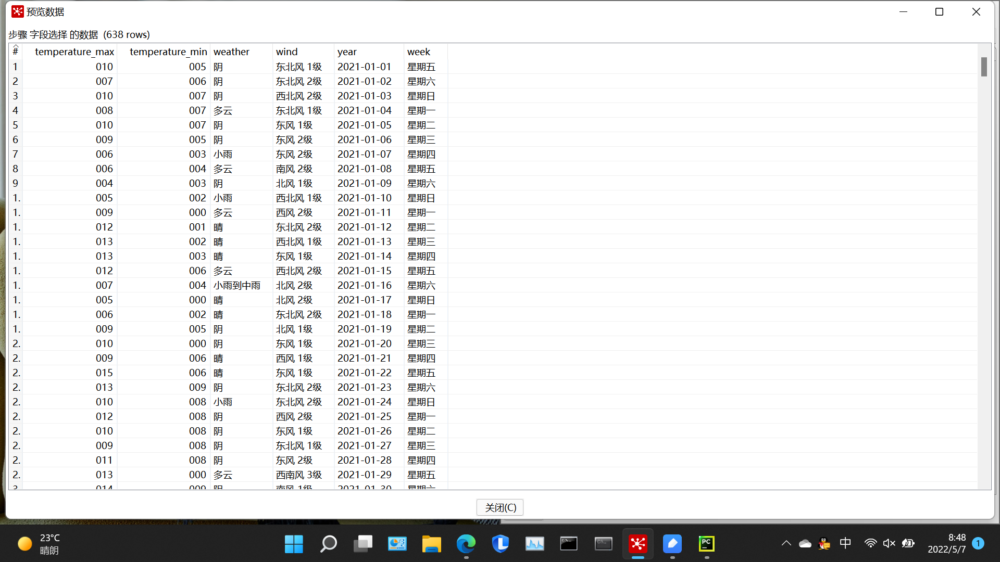 预览数据
步骤 字段选择 的数据 (638 rows)
# temperature_max temperature_min weather wind year week
1 010 005 阴 东北风 1级 2021-01-01 星期五
2 007 006 阴 东北风 2级 2021-01-02 星期六
3 010 007 阴 西北风 2级 2021-01-03 星期日
4 008 007 多云 东北风 1级 2021-01-04 星期一
5 010 007 阴 东风 1级 2021-01-05 星期二
6 009 005 阴 东风 2级 2021-01-06 星期三
7 006 003 小雨 东风 2级 2021-01-07 星期四
8 006 004 多云 南风 2级 2021-01-08 星期五
9 004 003 阴 北风 1级 2021-01-09 星期六
1. 005 002 小雨 西北风 1级 2021-01-10 星期日
1. 009 000 多云 西风 2级 2021-01-11 星期一
1. 012 001 晴 东北风 2级 2021-01-12 星期二
1. 013 002 晴 西北风 1级 2021-01-13 星期三
1. 013 003 晴 东风 1级 2021-01-14 星期四
1. 012 006 多云 西北风 2级 2021-01-15 星期五
1. 007 004 小雨到中雨 北风 2级 2021-01-16 星期六
1. 005 000 晴 北风 2级 2021-01-17 星期日
1. 006 002 晴 东北风 2级 2021-01-18 星期一
1. 009 005 阴 北风 1级 2021-01-19 星期二
2. 010 000 阴 东风 1级 2021-01-20 星期三
2. 009 006 晴 西风 1级 2021-01-21 星期四
2. 015 006 晴 东风 1级 2021-01-22 星期五
2. 013 009 阴 东北风 2级 2021-01-23 星期六
2. 010 008 小雨 东北风 2级 2021-01-24 星期日
2. 012 008 阴 西风 2级 2021-01-25 星期一
2. 010 008 阴 东风 1级 2021-01-26 星期二
2. 009 008 阴 东北风 1级 2021-01-27 星期三
2. 011 008 阴 东风 2级 2021-01-28 星期四
2. 013 000 多云 西南风 3级 2021-01-29 星期五
3. 014 009 阴 南风 1级 2021-01-30 星期六
关闭(C)
23°C
晴朗
PC
中
8:48
2022/5/7
1